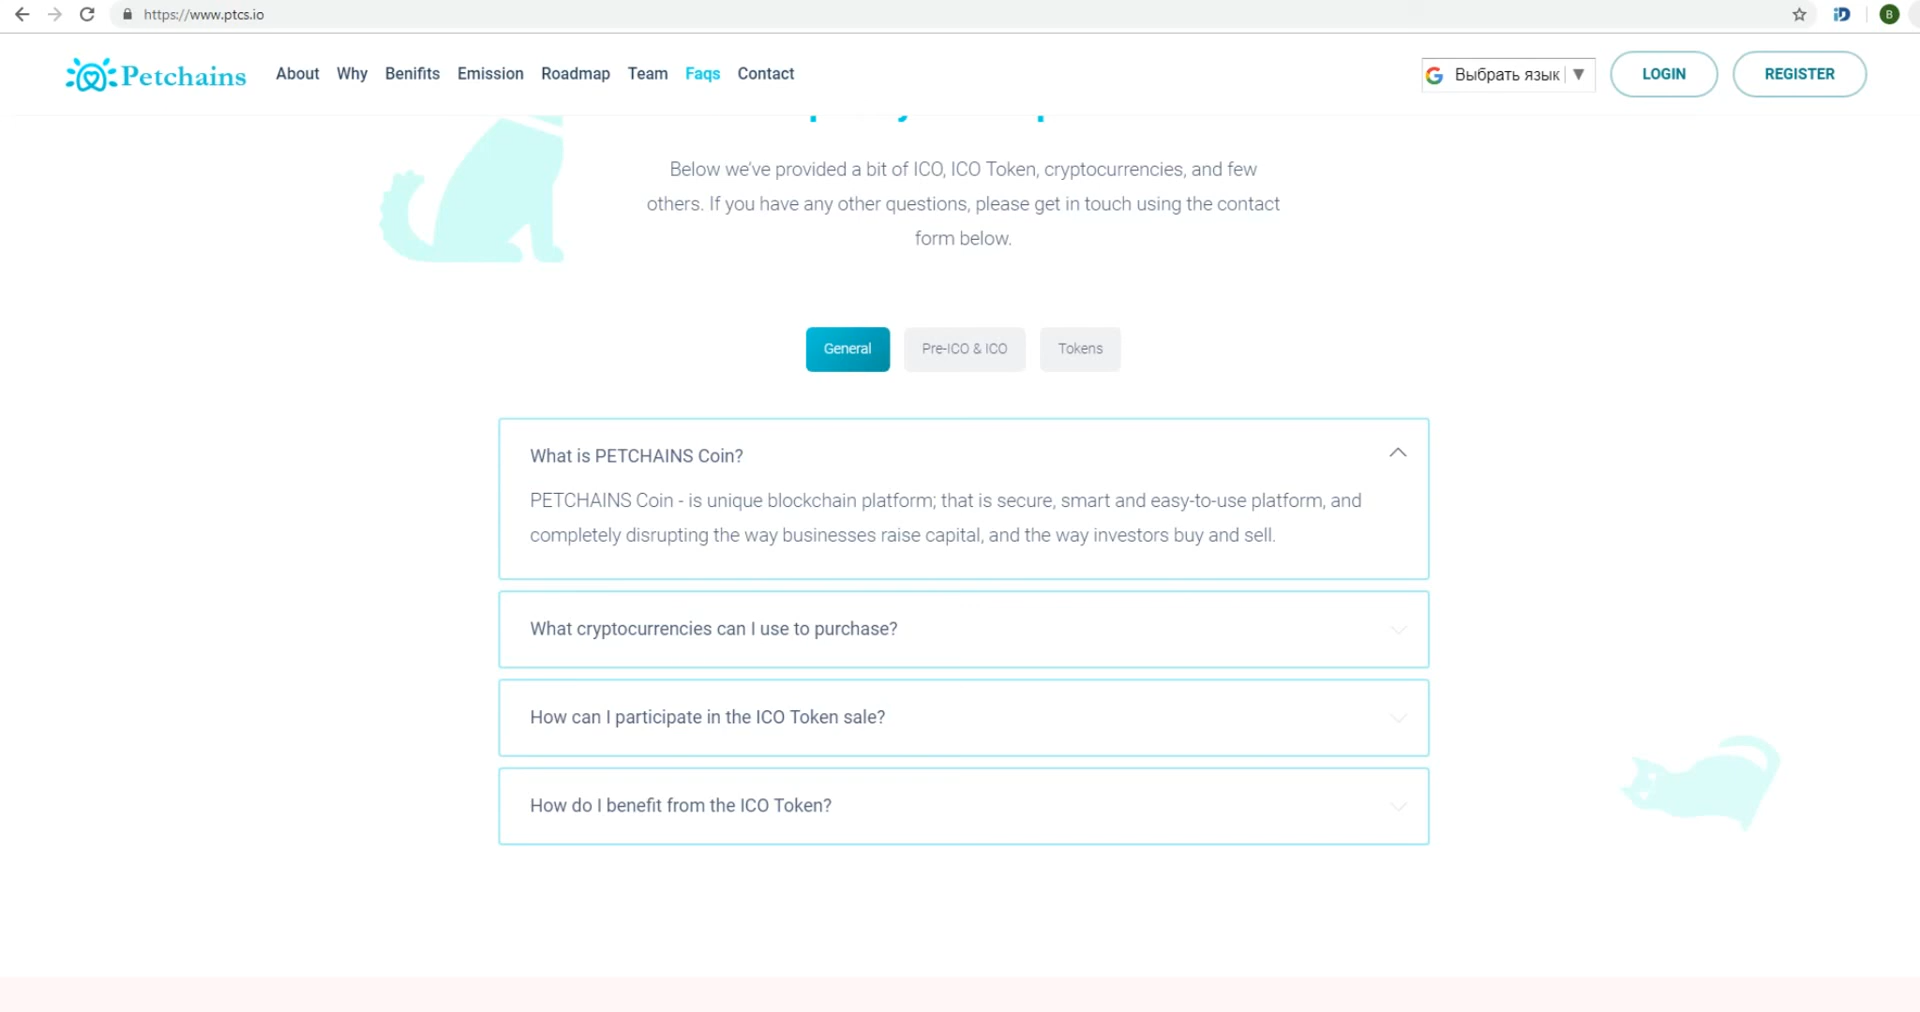 https://www.ptcs.io
B
Petchains
About Why Benifits Emission Roadmap Team Faqs Contact
Выбрать язык ▼
LOGIN
REGISTER
Below we've provided a bit of ICO, ICO Token, cryptocurrencies, and few
others. If you have any other questions, please get in touch using the contact
form below.
General
Pre-ICO & ICO
Tokens
What is PETCHAINS Coin?
PETCHAINS Coin - is unique blockchain platform; that is secure, smart and easy-to-use platform, and
completely disrupting the way businesses raise capital, and the way investors buy and sell.
What cryptocurrencies can I use to purchase?
How can I participate in the ICO Token sale?
How do I benefit from the ICO Token?